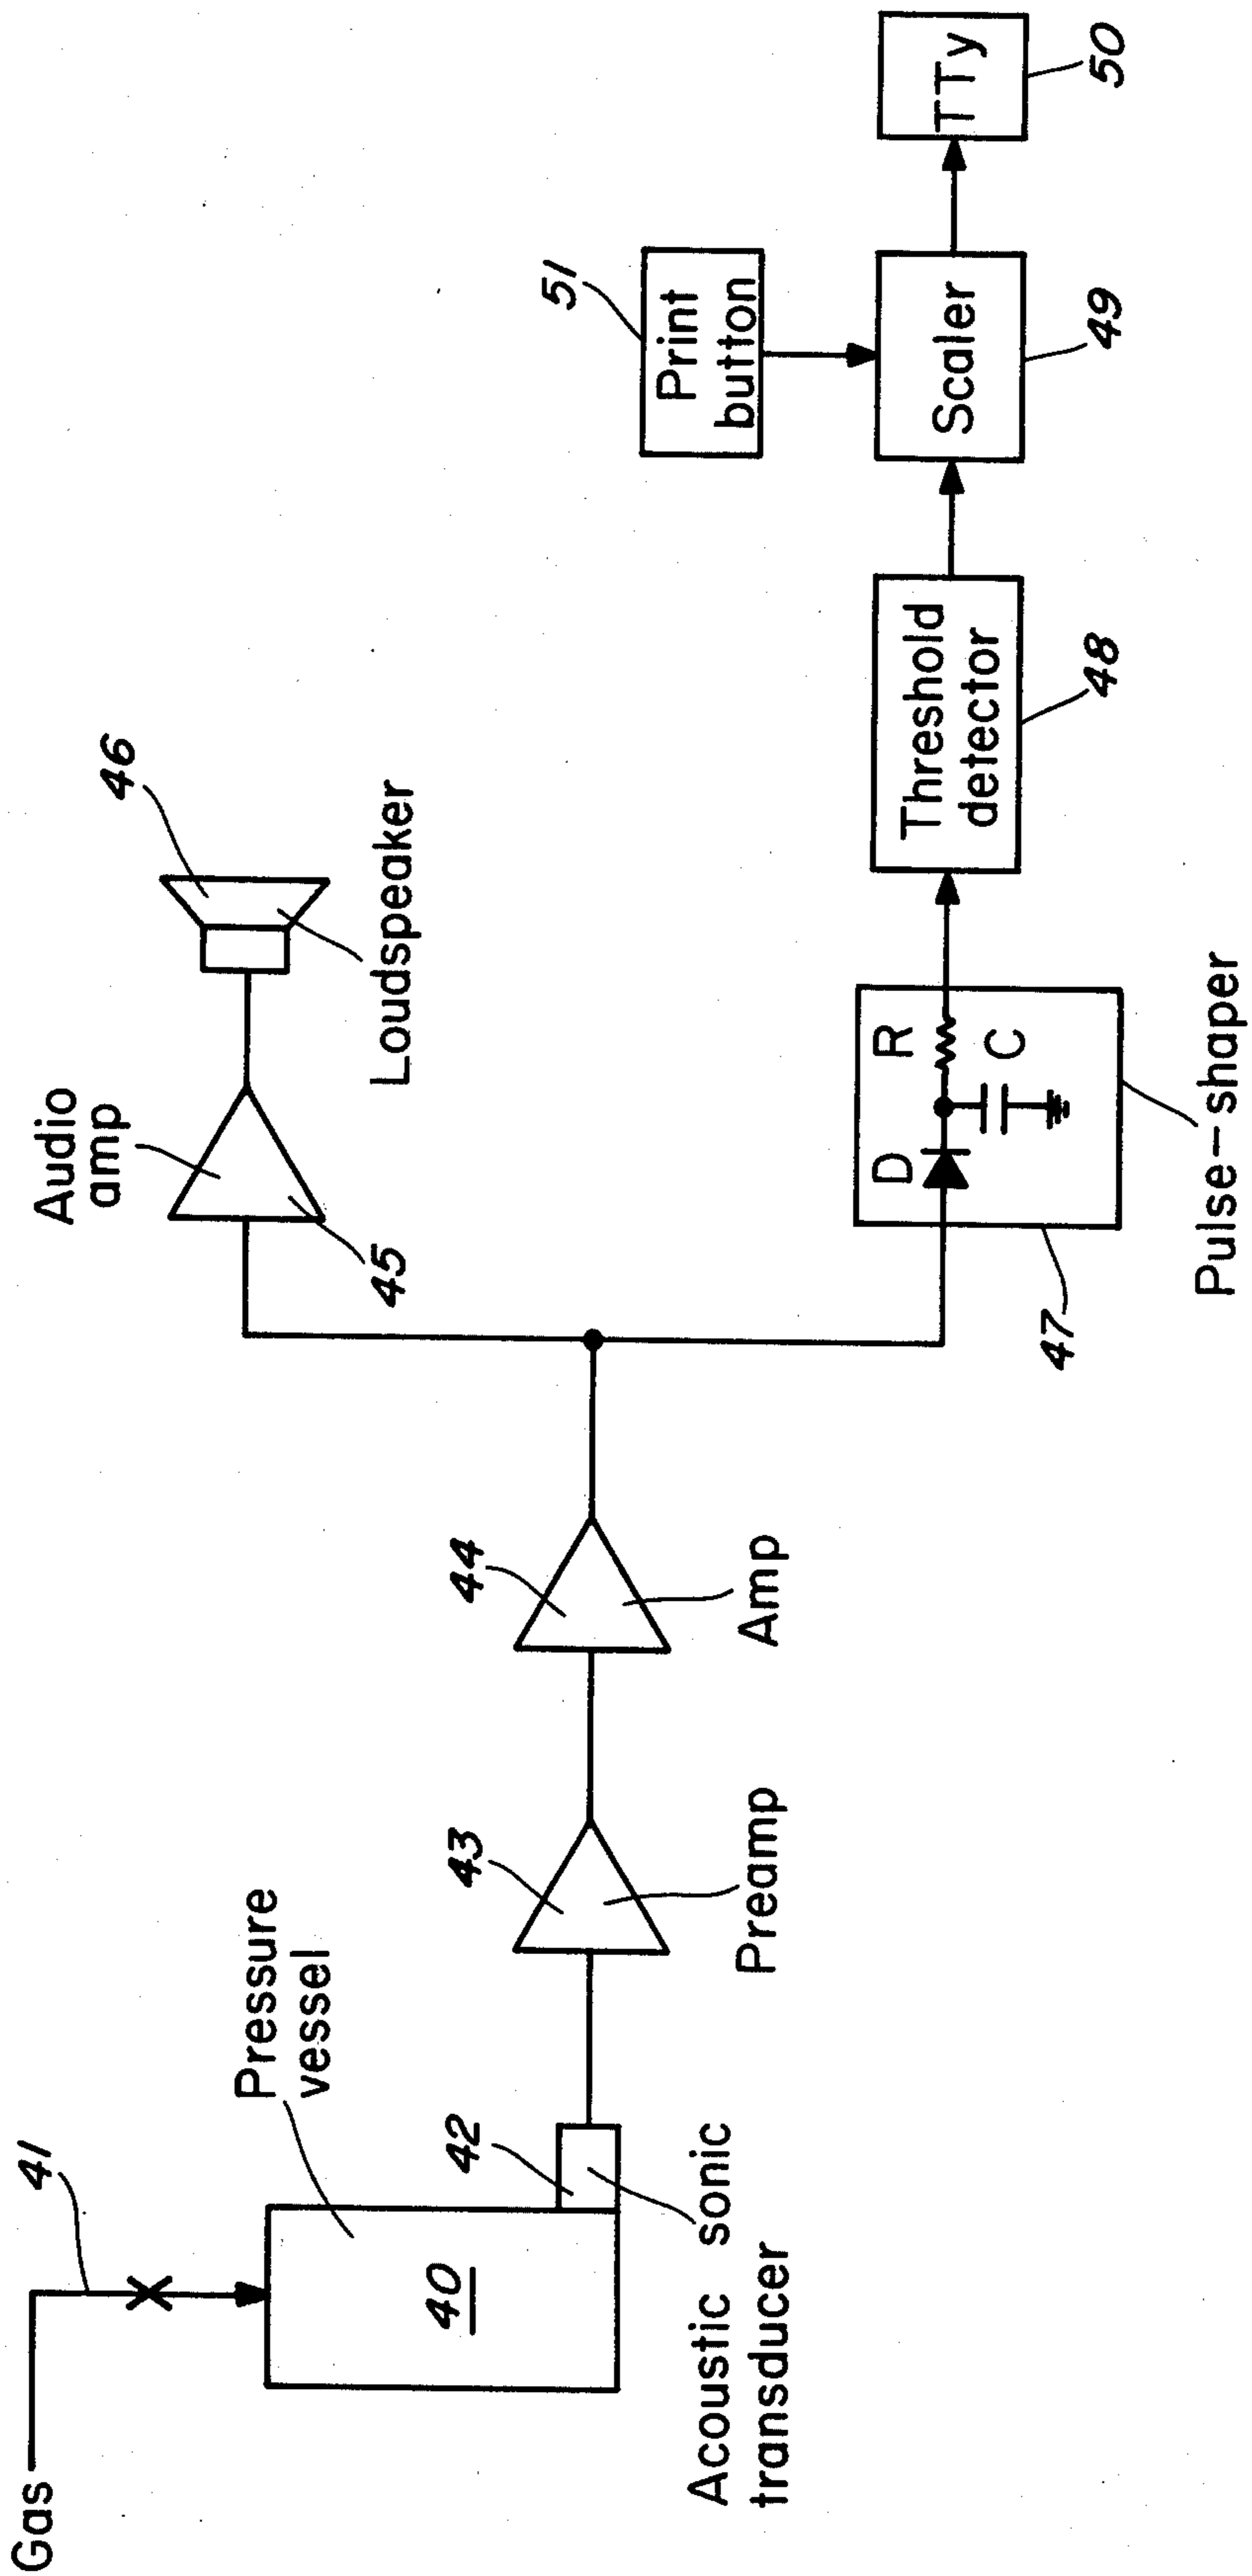 Gas
41
Pressure
vessel
40
42
Acoustic sonic
transducer
43
Preamp
44
Amp
Audio
amp
45
46
Loudspeaker
47
D
R
C
Pulse-shaper
Threshold
detector
48
51
Print
button
Scaler
49
TTy
50